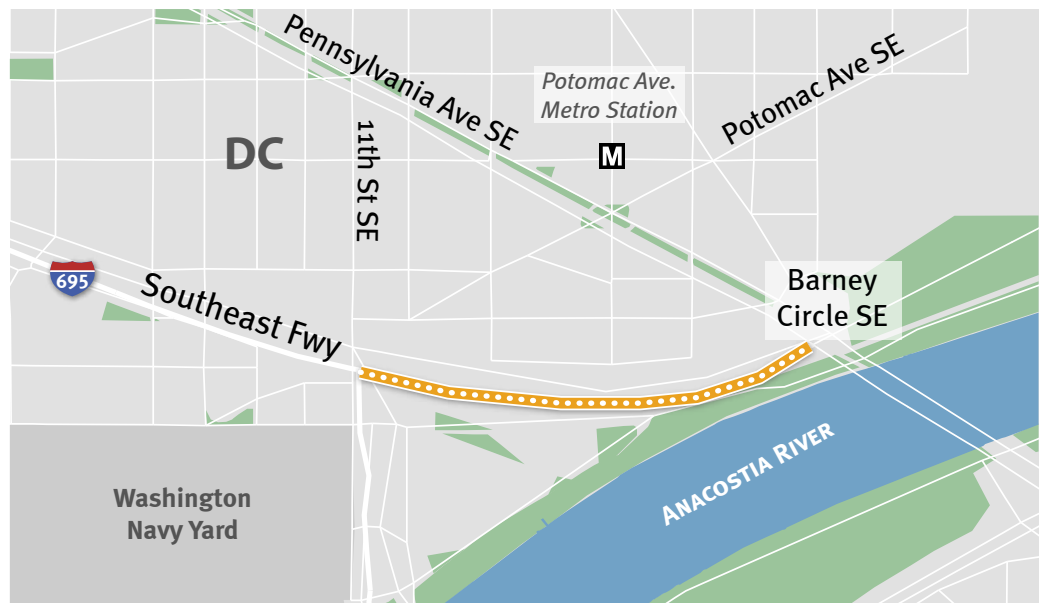 Pennsylvania Ave SE
Potomac Ave SE
Potomac Ave.
Metro Station
M
DC
11th St SE
695
Southeast Fwy
Barney
Circle SE
ANACOSTIA RIVER
Washington
Navy Yard